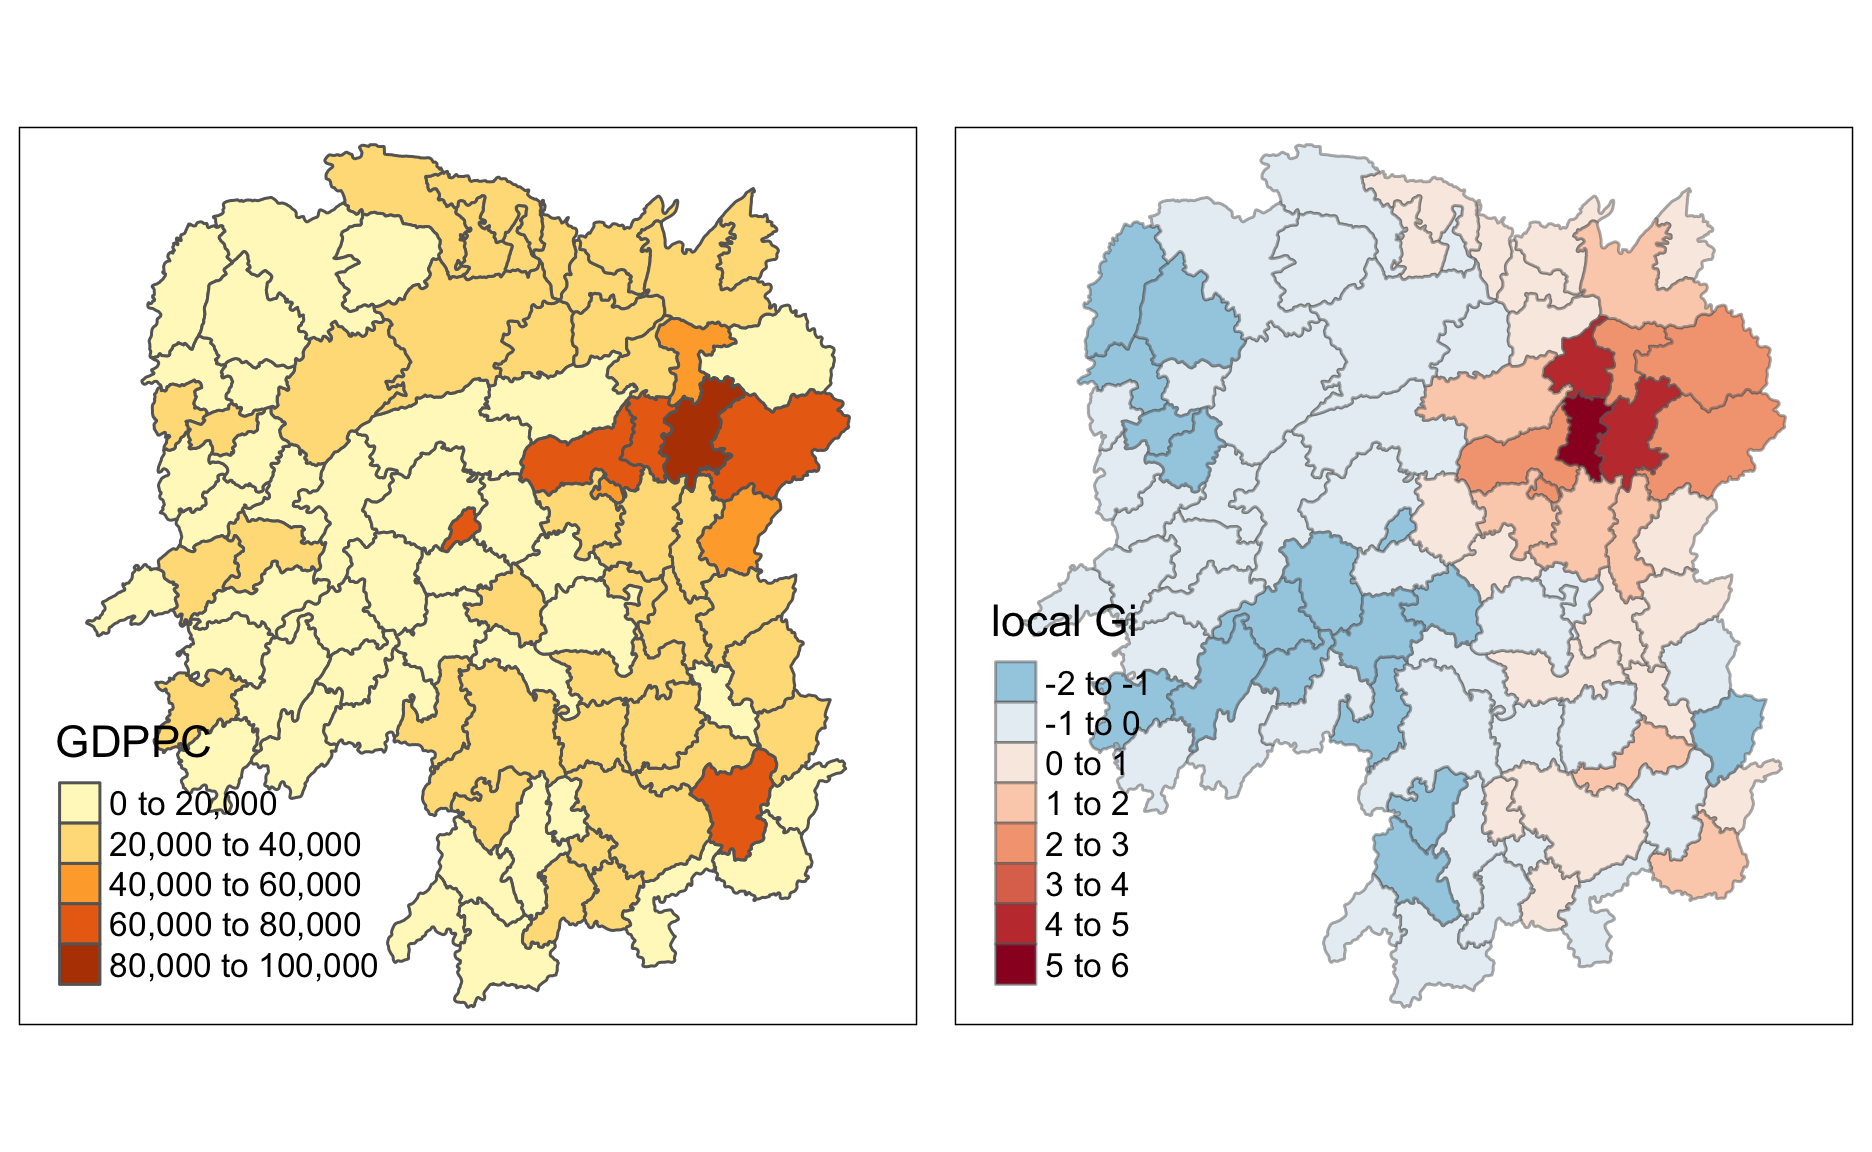 GDPPC
0 to 20,000
20,000 to 40,000
40,000 to 60,000
60,000 to 80,000
80,000 to 100,000
local Gi
-2 to -1
-1 to 0
0 to 1
1 to 2
2 to 3
3 to 4
4 to 5
5 to 6